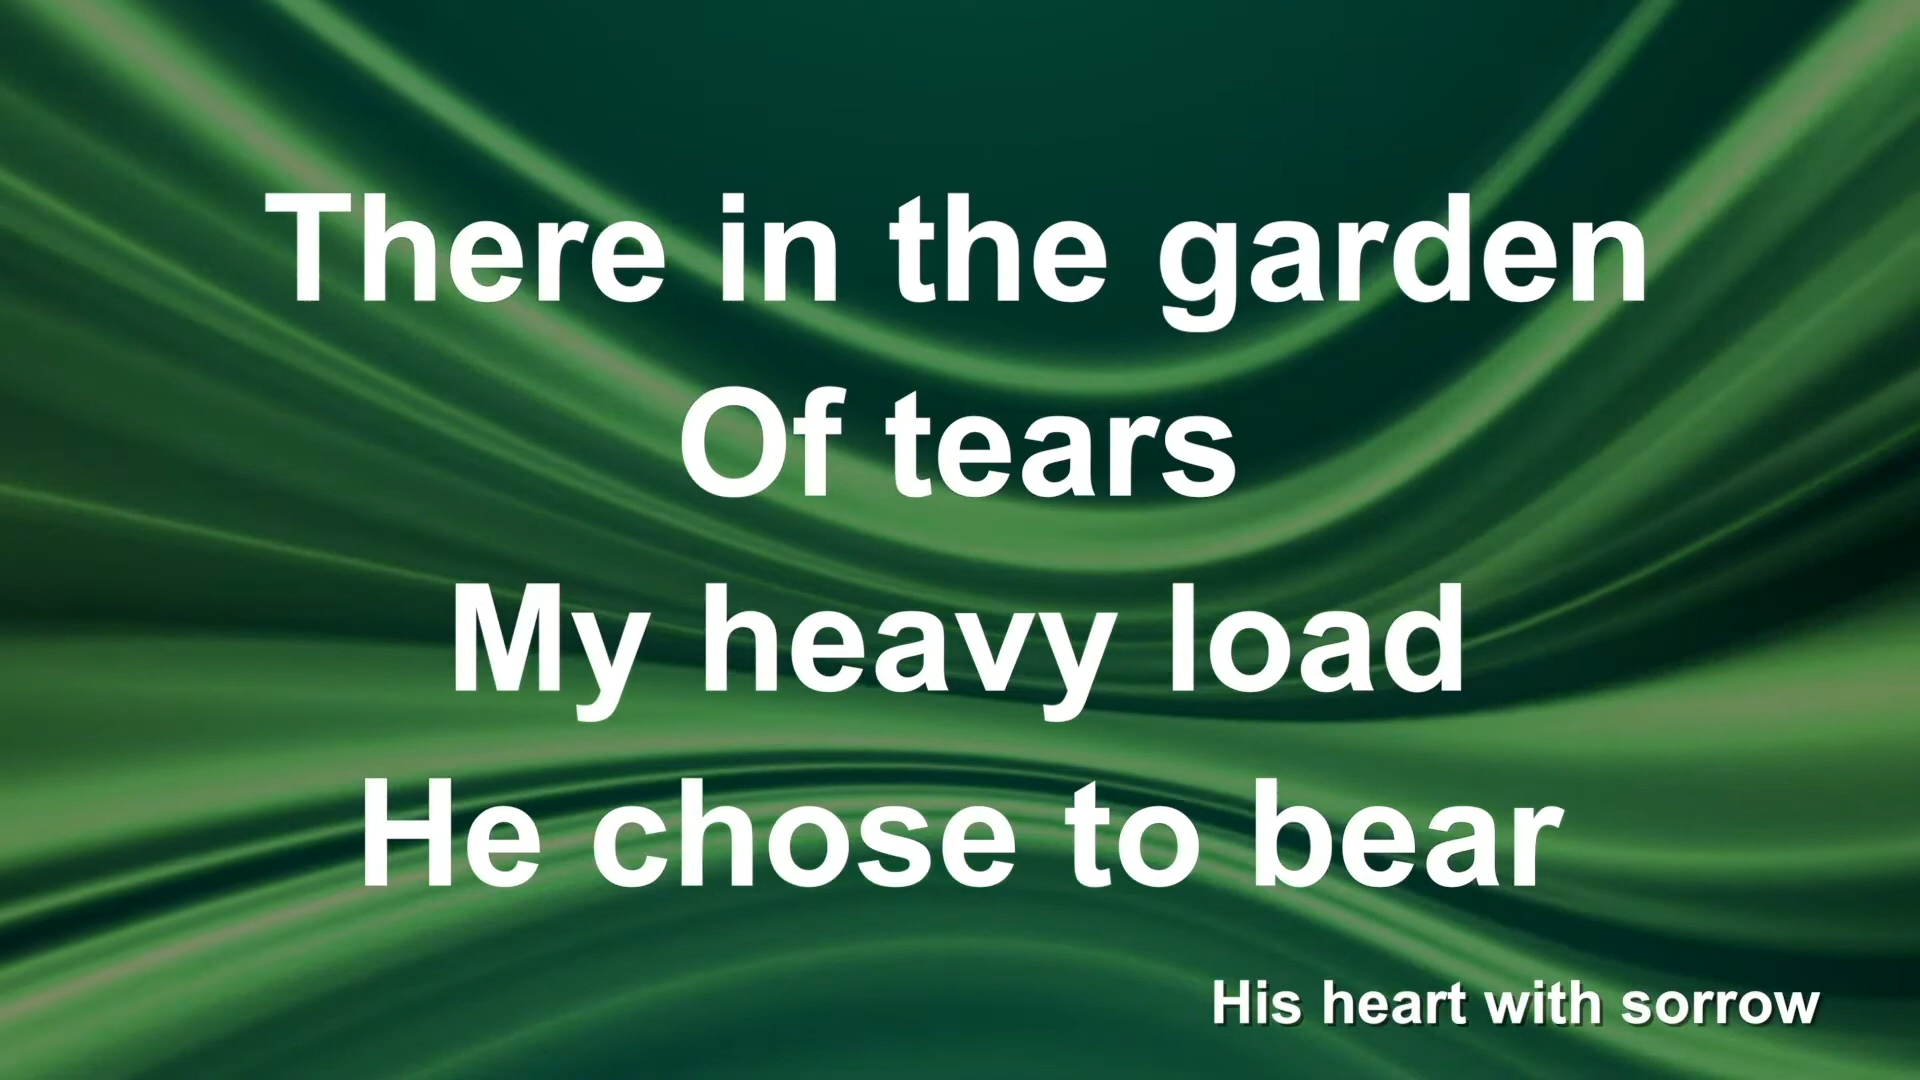 There in the garden
Of tears
My heavy load
He chose to bear
His heart with sorrow